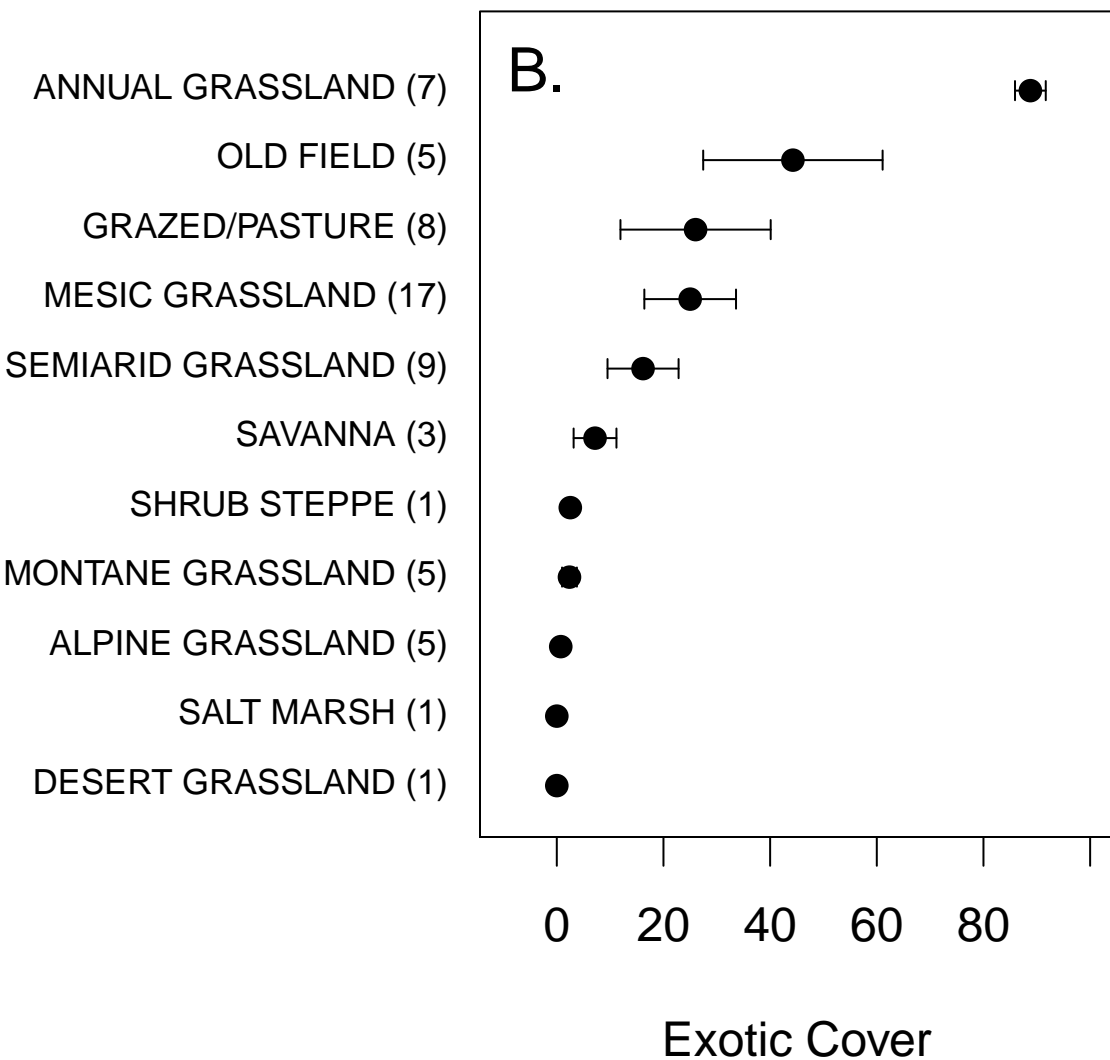 B.
ANNUAL GRASSLAND (7)
OLD FIELD (5)
GRAZED/PASTURE (8)
MESIC GRASSLAND (17)
SEMIARID GRASSLAND (9)
SAVANNA (3)
SHRUB STEPPE (1)
MONTANE GRASSLAND (5)
ALPINE GRASSLAND (5)
SALT MARSH (1)
DESERT GRASSLAND (1)
0 20 40 60 80
Exotic Cover